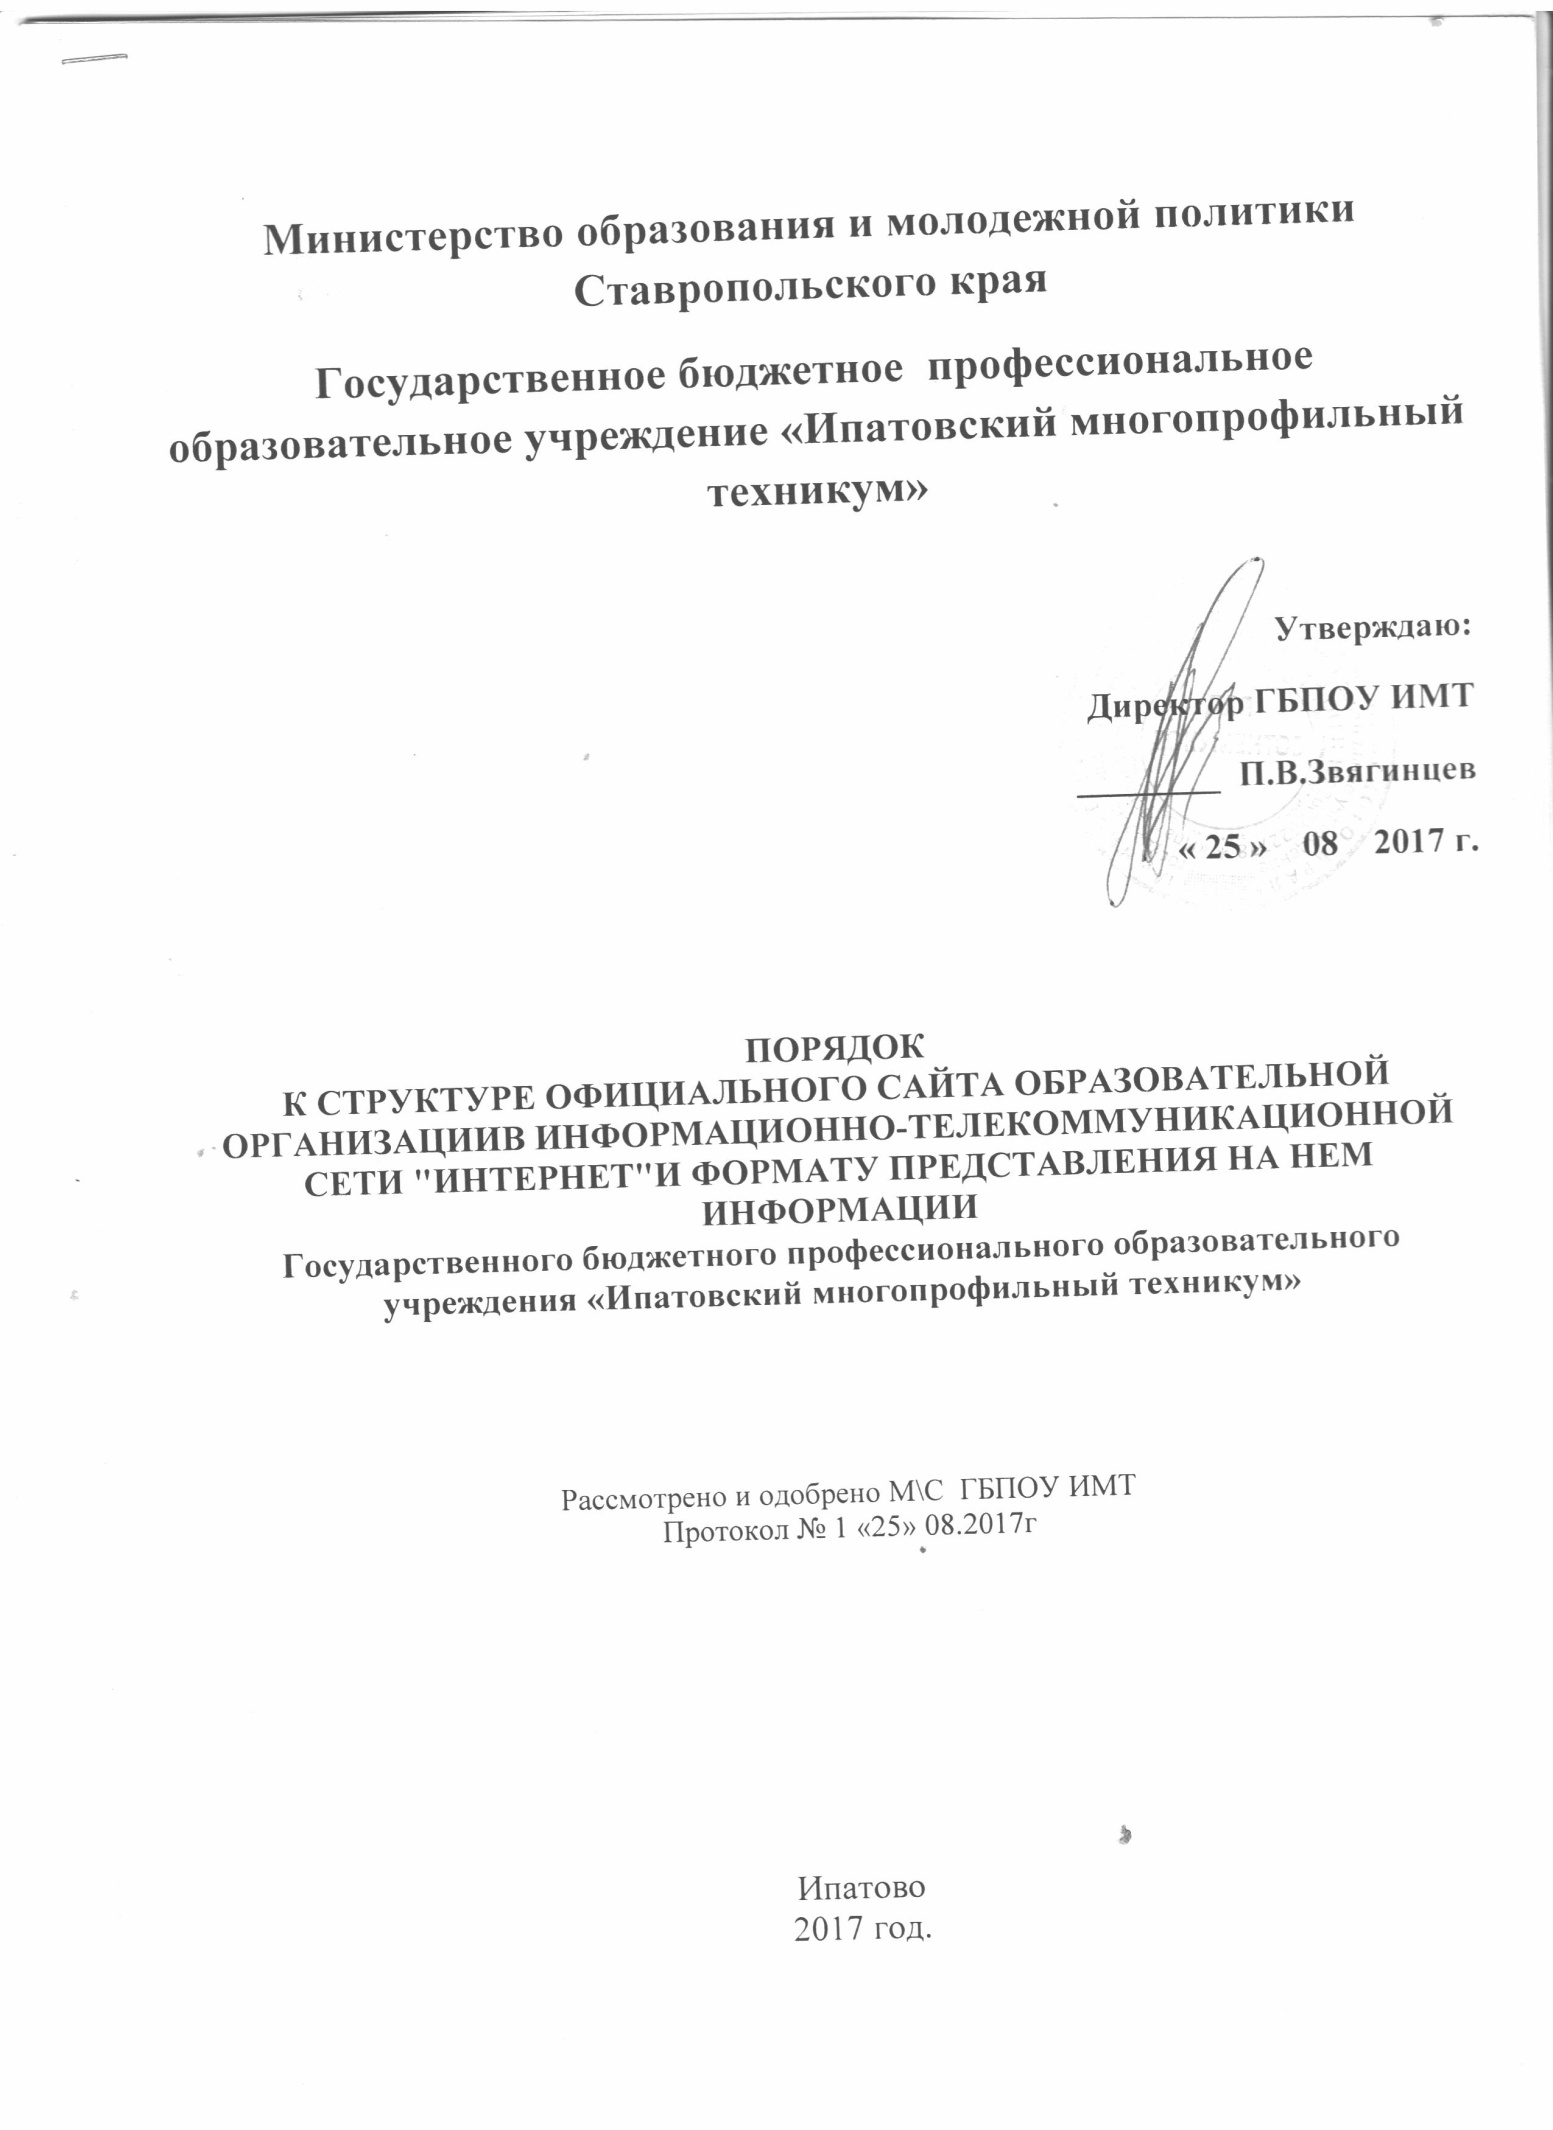 Министерство образования и молодежной политики
Ставропольского края
Государственное бюджетное профессиональное
образовательное учреждение «Ипатовский многопрофильный
техникум»
Утверждаю:
Директор ГБПОУ ИМТ
__________ П.В.Звягинцев
« 25 » 08 2017 г.
ПОРЯДОК
К СТРУКТУРЕ ОФИЦИАЛЬНОГО САЙТА ОБРАЗОВАТЕЛЬНОЙ
ОРГАНИЗАЦИИВ ИНФОРМАЦИОННО-ТЕЛЕКОММУНИКАЦИОННОЙ
СЕТИ "ИНТЕРНЕТ"И ФОРМАТУ ПРЕДСТАВЛЕНИЯ НА НЕМ
ИНФОРМАЦИИ
Государственного бюджетного профессионального образовательного
учреждения «Ипатовский многопрофильный техникум»
Рассмотрено и одобрено М\С ГБПОУ ИМТ
Протокол № 1 «25» 08.2017г
Ипатово
2017 год.